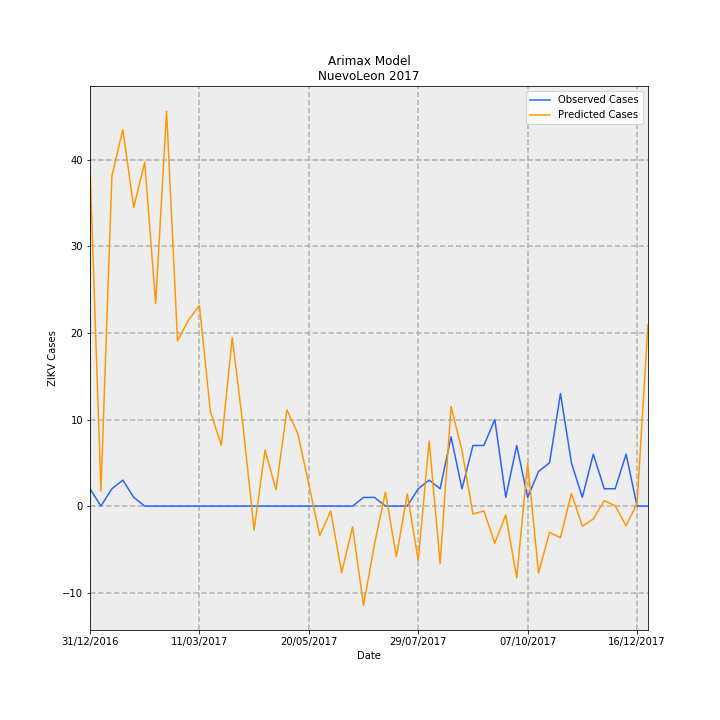 Arimax Model
NuevoLeon 2017
Observed Cases
Predicted Cases
ZIKV Cases
40
30
20
10
0
−10
31/12/2016 11/03/2017 20/05/2017 29/07/2017 07/10/2017 16/12/2017
Date